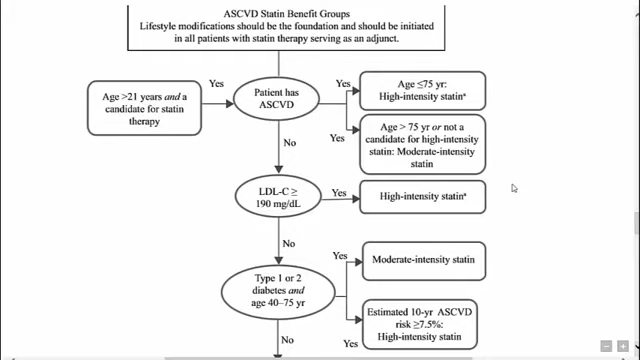 ASCVD Statin Benefit Groups
Lifestyle modifications should be the foundation and should be initiated
in all patients with statin therapy serving as an adjunct.
Age >21 years and a
candidate for statin
therapy
Yes
Patient has
ASCVD
Yes
Age ≤75 yr:
High-intensity statinª
Yes
Age > 75 yr or not a
candidate for high-intensity
statin: Moderate-intensity
statin
No
LDL-C ≥
190 mg/dL
Yes
High-intensity statinª
No
Type 1 or 2
diabetes and
age 40–75 yr
Yes
Moderate-intensity statin
Yes
Estimated 10-yr ASCVD
risk ≥7.5%:
High-intensity statin
No